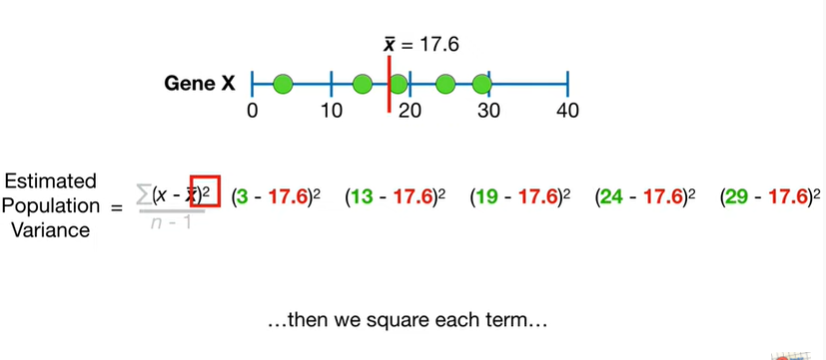 x̄ = 17.6
Gene X
0 10 20 30 40
Estimated Population Variance = ∑(x - x̄)² / n - 1 (3 - 17.6)² (13 - 17.6)² (19 - 17.6)² (24 - 17.6)² (29 - 17.6)²
...then we square each term...